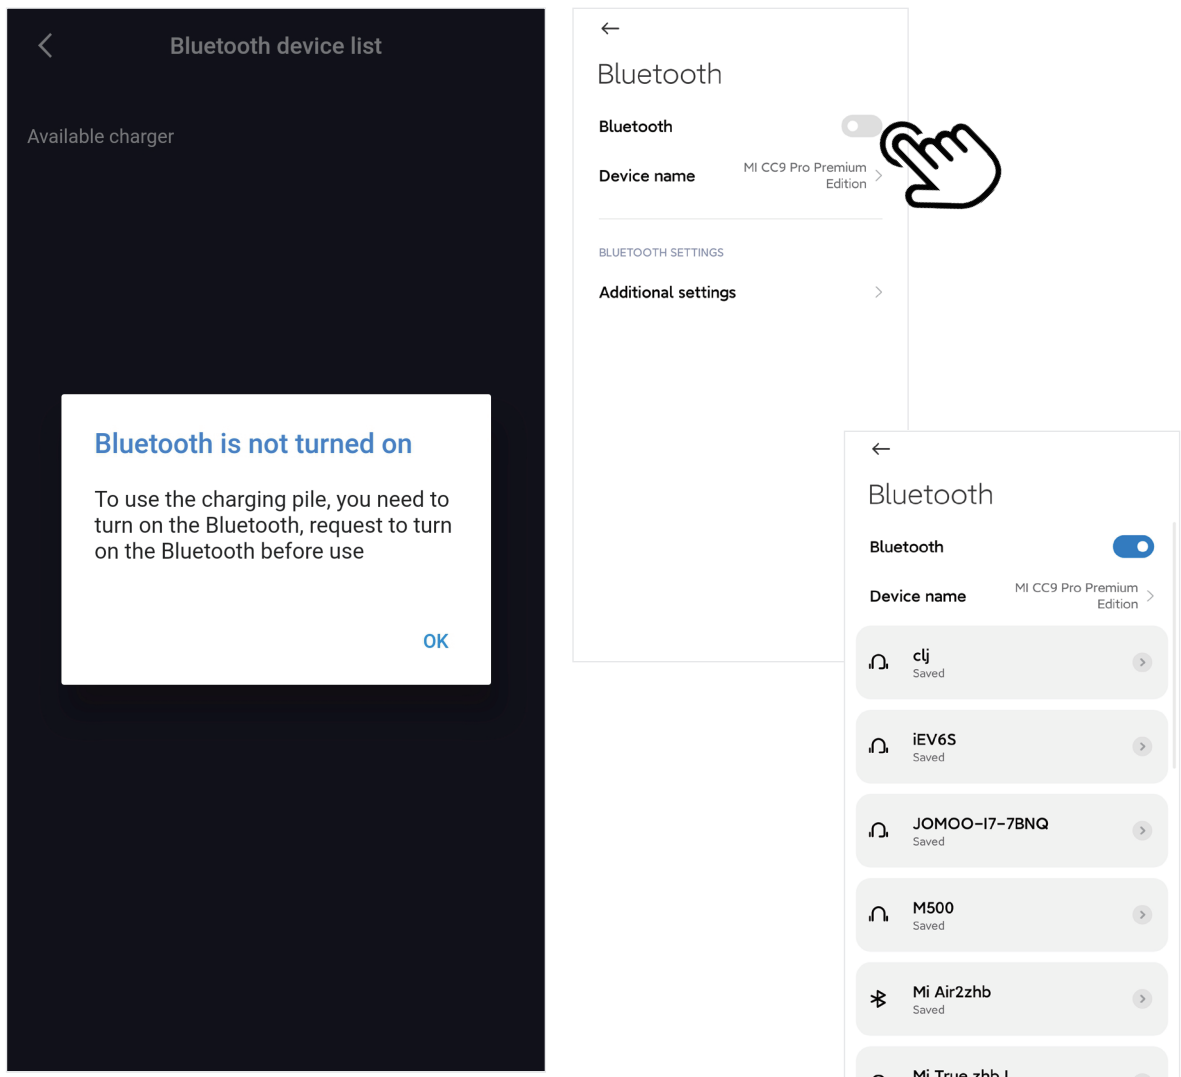 Bluetooth device list
Available charger
Bluetooth is not turned on
To use the charging pile, you need to
turn on the Bluetooth, request to turn
on the Bluetooth before use
OK
Bluetooth
Bluetooth
Device name
MI CC9 Pro Premium
Edition
BLUETOOTH SETTINGS
Additional settings
Bluetooth
Bluetooth
Device name
MI CC9 Pro Premium
Edition
clj
Saved
iEV6S
Saved
JOMOO-I7-7BNQ
Saved
M500
Saved
Mi Air2zhb
Saved
Mi True zhb